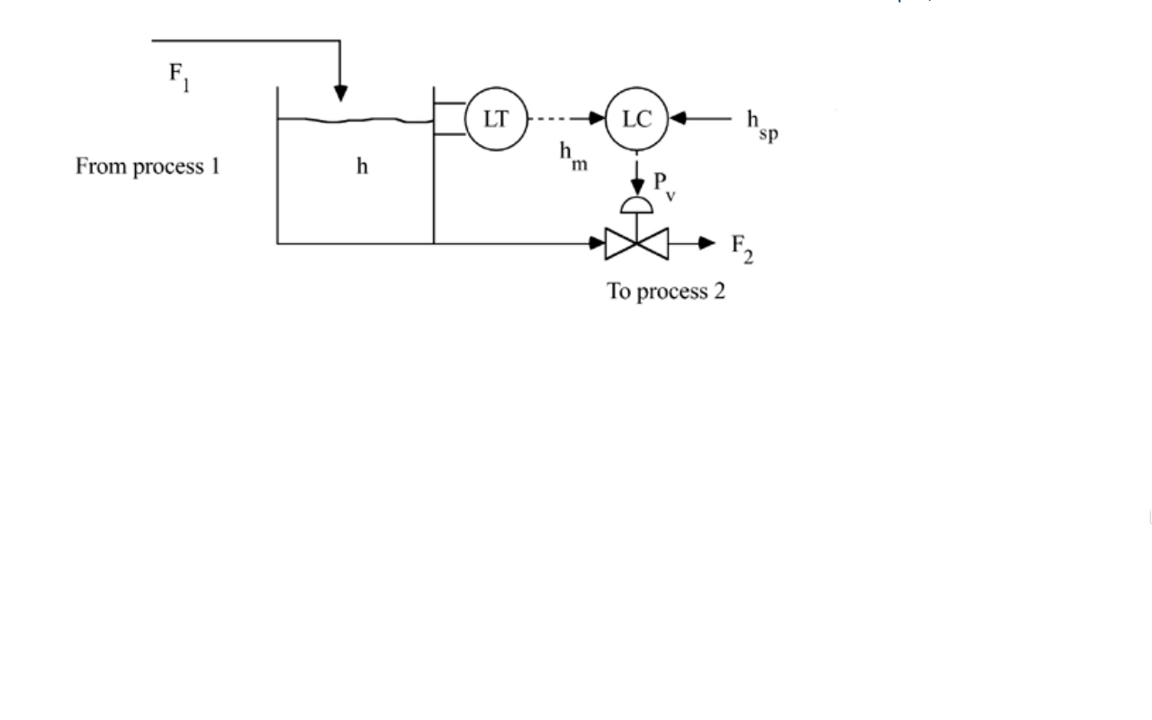 F1
LT
LC
hsp
hm
From process 1
h
Pv
F2
To process 2